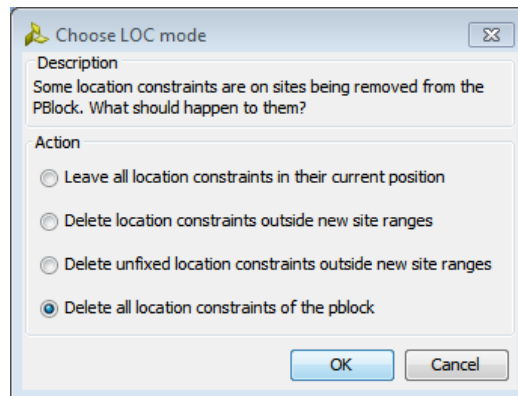 Choose LOC mode
Description
Some location constraints are on sites being removed from the
PBlock. What should happen to them?
Action
Leave all location constraints in their current position
Delete location constraints outside new site ranges
Delete unfixed location constraints outside new site ranges
Delete all location constraints of the pblock
OK Cancel